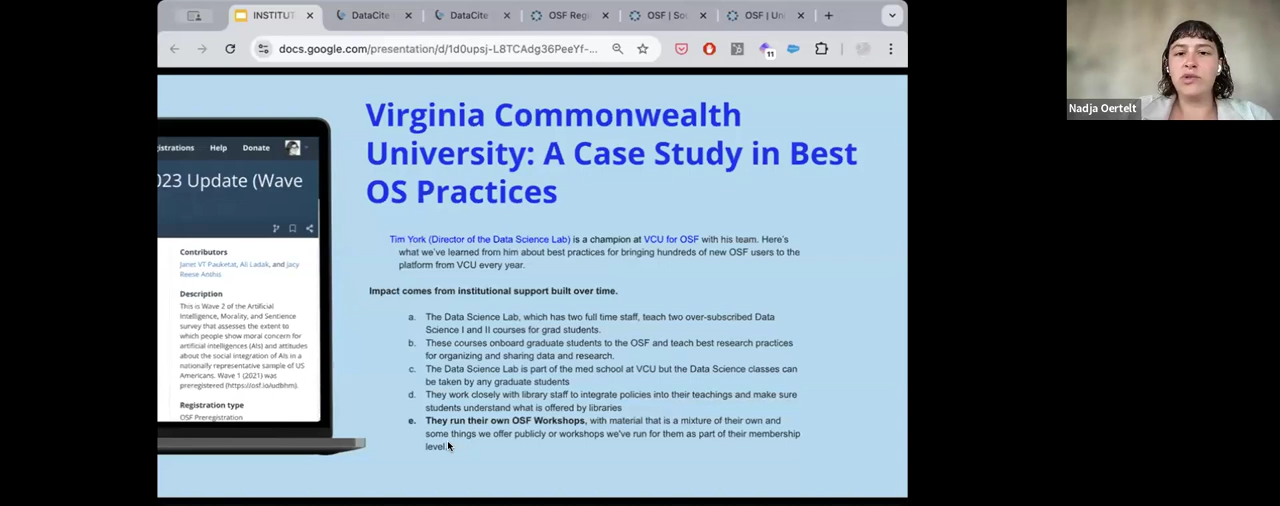 INSTITUT
DataCite
DataCite
OSF Regi
OSF | Sou
OSF | Uni
docs.google.com/presentation/d/1d0upsj-L8TCAdg36PeeYf-...
11
Nadja Oertelt
Virginia Commonwealth
University: A Case Study in Best
OS Practices
istrations Help Donate
023 Update (Wave
Contributors
Janet VT Pauketat, Ali Ladak, and Jacy
Reese Anthis
Description
This is Wave 2 of the Artificial
Intelligence, Morality, and Sentience
survey that assesses the extent to
which people show moral concern for
artificial intelligences (AIs) and attitudes
about the social integration of AIs in a
nationally representative sample of US
Americans. Wave 1 (2021) was
preregistered (https://osf.io/udbhm).
Registration type
OSF Preregistration
Tim York (Director of the Data Science Lab) is a champion at VCU for OSF with his team. Here's
what we've learned from him about best practices for bringing hundreds of new OSF users to the
platform from VCU every year.
Impact comes from institutional support built over time.
a. The Data Science Lab, which has two full time staff, teach two over-subscribed Data
Science I and II courses for grad students.
b. These courses onboard graduate students to the OSF and teach best research practices
for organizing and sharing data and research.
c. The Data Science Lab is part of the med school at VCU but the Data Science classes can
be taken by any graduate students
d. They work closely with library staff to integrate policies into their teachings and make sure
students understand what is offered by libraries
e. They run their own OSF Workshops, with material that is a mixture of their own and
some things we offer publicly or workshops we've run for them as part of their membership
level.